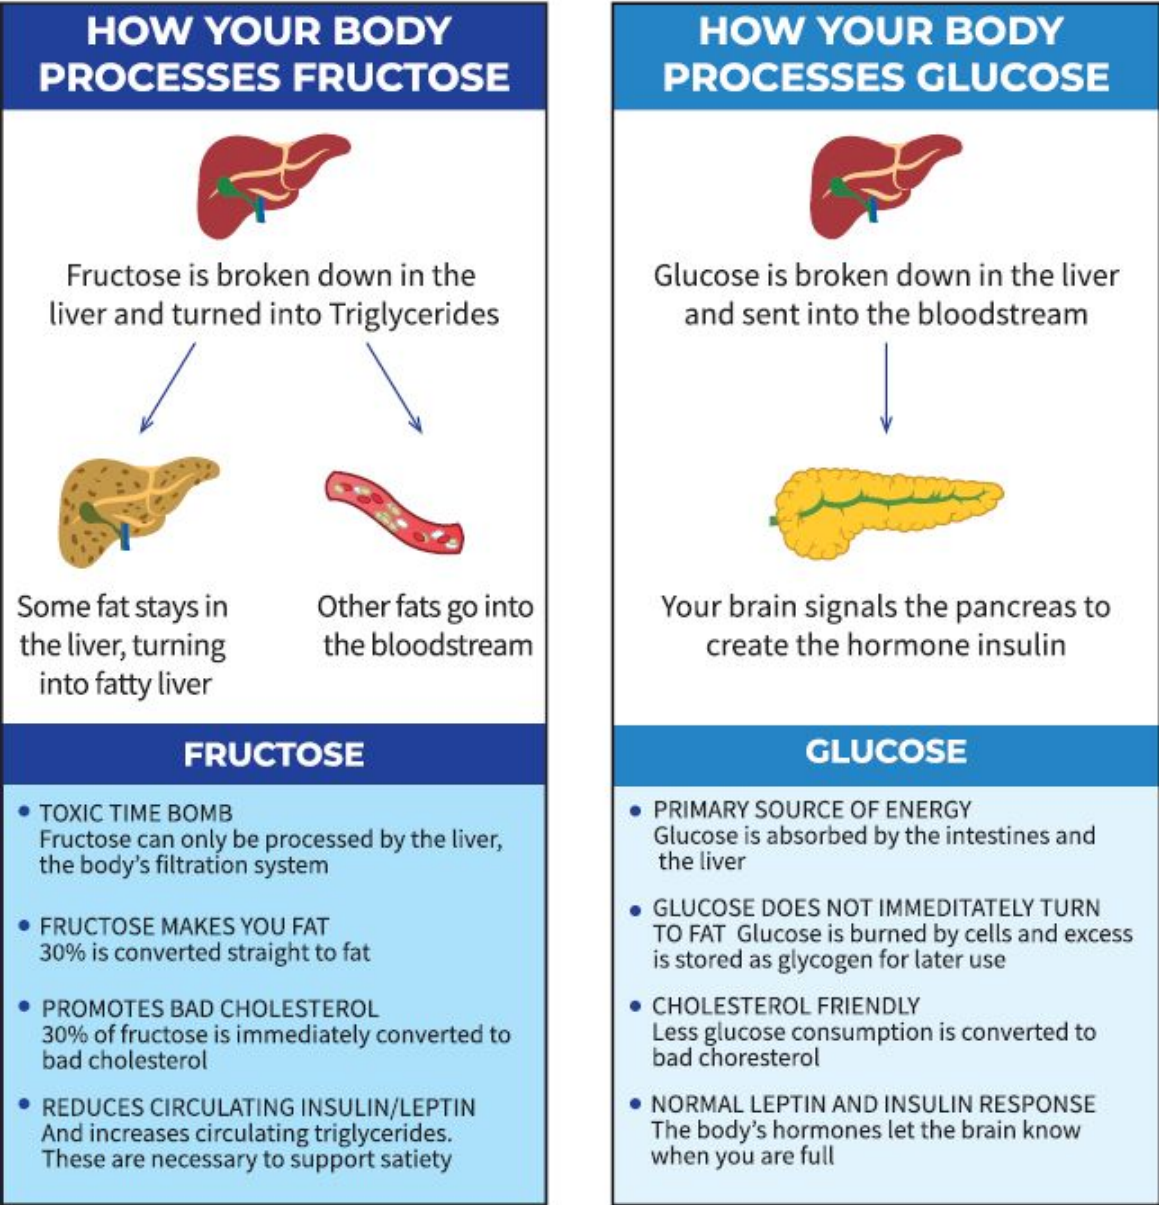 HOW YOUR BODY
PROCESSES FRUCTOSE
Fructose is broken down in the
liver and turned into Triglycerides
Some fat stays in
the liver, turning
into fatty liver
Other fats go into
the bloodstream
FRUCTOSE
• TOXIC TIME BOMB
Fructose can only be processed by the liver,
the body's filtration system
• FRUCTOSE MAKES YOU FAT
30% is converted straight to fat
• PROMOTES BAD CHOLESTEROL
30% of fructose is immediately converted to
bad cholesterol
• REDUCES CIRCULATING INSULIN/LEPTIN
And increases circulating triglycerides.
These are necessary to support satiety
HOW YOUR BODY
PROCESSES GLUCOSE
Glucose is broken down in the liver
and sent into the bloodstream
Your brain signals the pancreas to
create the hormone insulin
GLUCOSE
• PRIMARY SOURCE OF ENERGY
Glucose is absorbed by the intestines and
the liver
• GLUCOSE DOES NOT IMMEDITATELY TURN
TO FAT Glucose is burned by cells and excess
is stored as glycogen for later use
• CHOLESTEROL FRIENDLY
Less glucose consumption is converted to
bad choresterol
• NORMAL LEPTIN AND INSULIN RESPONSE
The body's hormones let the brain know
when you are full